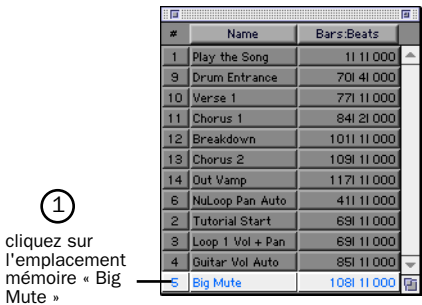 # Name Bars:Beats
1 Play the Song 1| 1| 000
9 Drum Entrance 70| 4| 000
10 Verse 1 77| 1| 000
11 Chorus 1 84| 2| 000
12 Breakdown 101| 1| 000
13 Chorus 2 109| 1| 000
14 Out Vamp 117| 1| 000
6 NuLoop Pan Auto 41| 1| 000
2 Tutorial Start 69| 1| 000
3 Loop 1 Vol + Pan 69| 1| 000
4 Guitar Vol Auto 85| 1| 000
5 Big Mute 108| 1| 000
1
cliquez sur
l'emplacement
mémoire « Big
Mute »